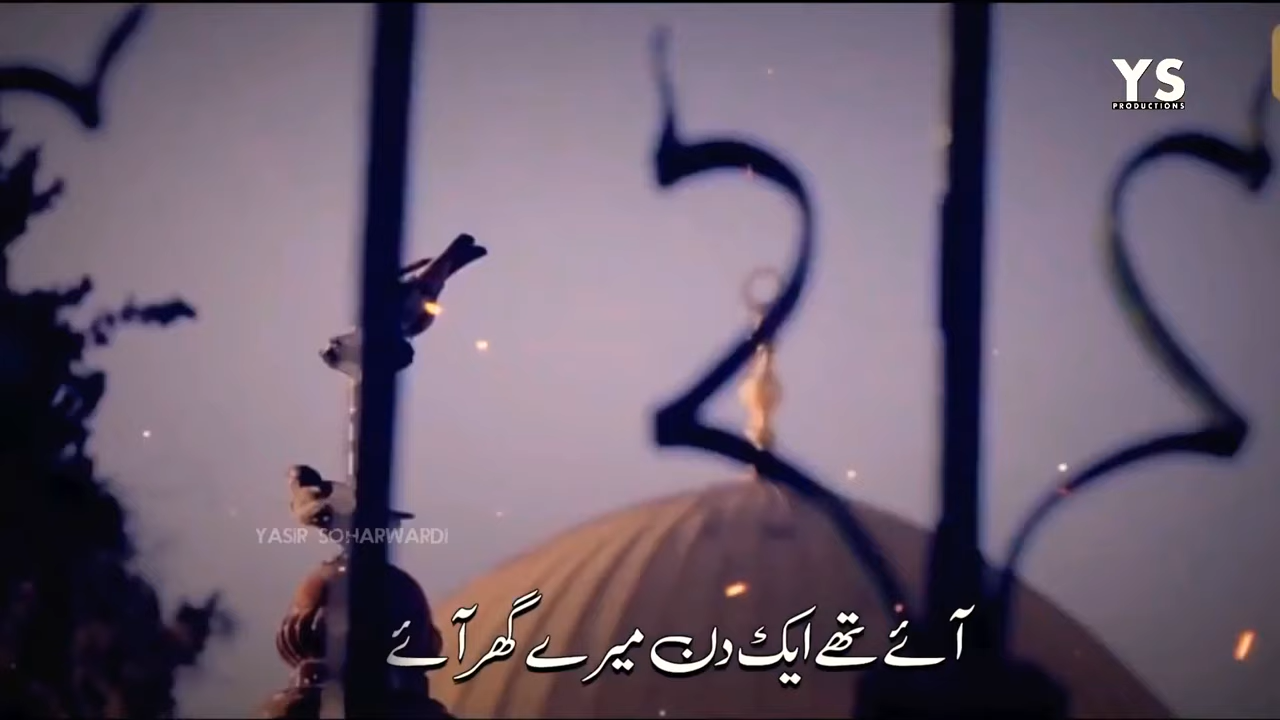 YS
PRODUCTIONS
YASIR SOHARWARDI
آئے تھے ایک دن میرے گھر آئے